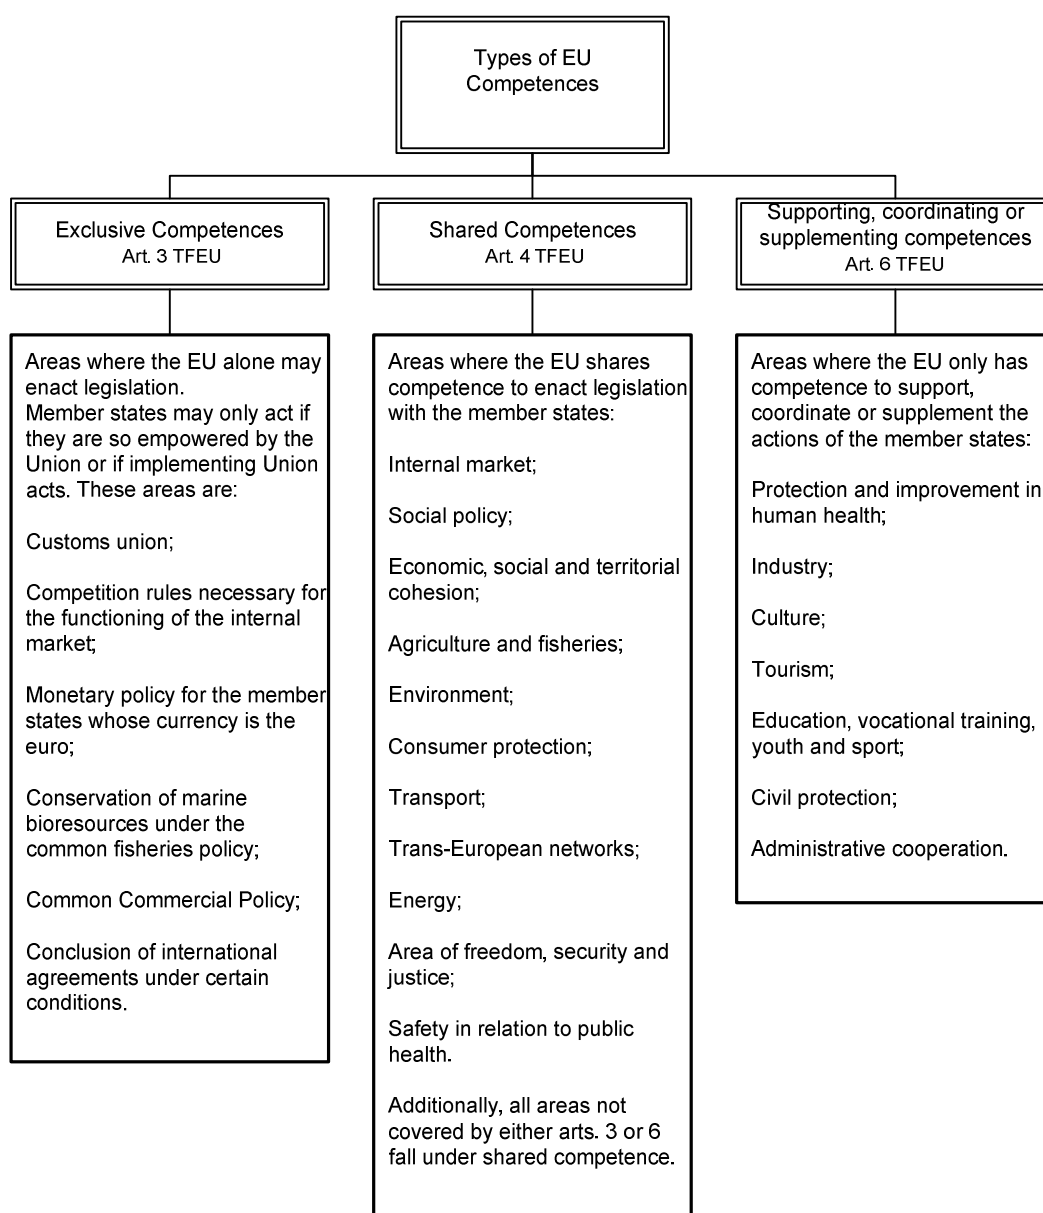 Types of EU
Competences
Exclusive Competences
Art. 3 TFEU
Shared Competences
Art. 4 TFEU
Supporting, coordinating or
supplementing competences
Art. 6 TFEU
Areas where the EU alone may
enact legislation.
Member states may only act if
they are so empowered by the
Union or if implementing Union
acts. These areas are:
Customs union;
Competition rules necessary for
the functioning of the internal
market;
Monetary policy for the member
states whose currency is the
euro;
Conservation of marine
bioresources under the
common fisheries policy;
Common Commercial Policy;
Conclusion of international
agreements under certain
conditions.
Areas where the EU shares
competence to enact legislation
with the member states:
Internal market;
Social policy;
Economic, social and territorial
cohesion;
Agriculture and fisheries;
Environment;
Consumer protection;
Transport;
Trans-European networks;
Energy;
Area of freedom, security and
justice;
Safety in relation to public
health.
Additionally, all areas not
covered by either arts. 3 or 6
fall under shared competence.
Areas where the EU only has
competence to support,
coordinate or supplement the
actions of the member states:
Protection and improvement in
human health;
Industry;
Culture;
Tourism;
Education, vocational training,
youth and sport;
Civil protection;
Administrative cooperation.